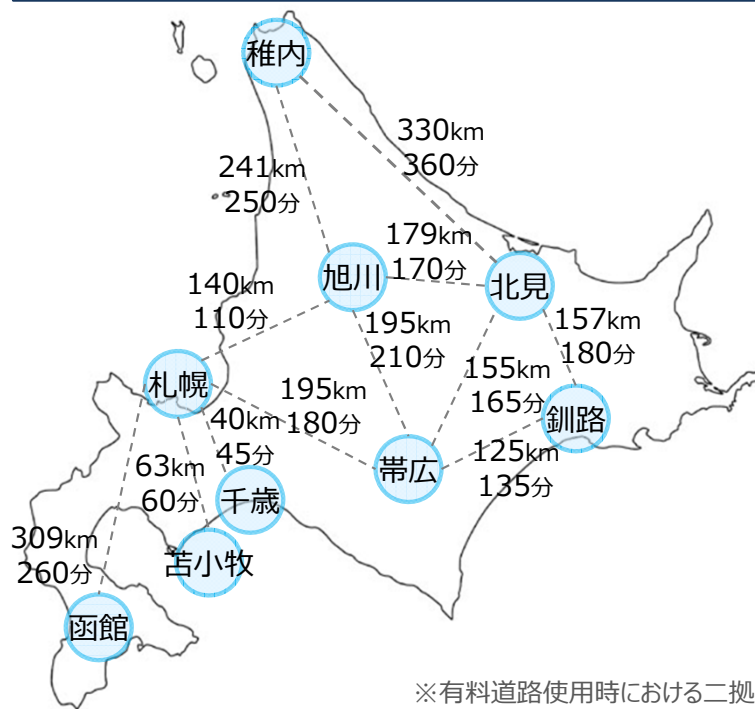 稚内
330km
360分
241km
250分
179km
170分
旭川
北見
140km
110分
195km
210分
157km
180分
札幌
195km
180分
155km
165分
釧路
40km
45分
帯広
125km
135分
63km
60分
千歳
苫小牧
309km
260分
函館
※有料道路使用時における二拠